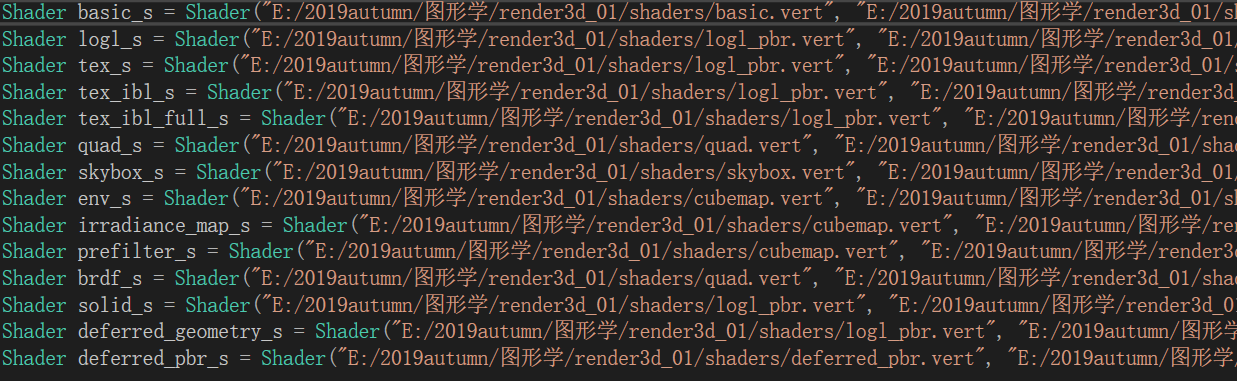 Shader basic_s = Shader("E:/2019autumn/图形学/render3d_01/shaders/basic.vert", "E:/2019autumn/图形学/render3d_01/sh
Shader logl_s = Shader("E:/2019autumn/图形学/render3d_01/shaders/logl_pbr.vert", "E:/2019autumn/图形学/render3d_01/
Shader tex_s = Shader("E:/2019autumn/图形学/render3d_01/shaders/logl_pbr.vert", "E:/2019autumn/图形学/render3d_01/s
Shader tex_ibl_s = Shader("E:/2019autumn/图形学/render3d_01/shaders/logl_pbr.vert", "E:/2019autumn/图形学/render3d_
Shader tex_ibl_full_s = Shader("E:/2019autumn/图形学/render3d_01/shaders/logl_pbr.vert", "E:/2019autumn/图形学/rend
Shader quad_s = Shader("E:/2019autumn/图形学/render3d_01/shaders/quad.vert", "E:/2019autumn/图形学/render3d_01/shad
Shader skybox_s = Shader("E:/2019autumn/图形学/render3d_01/shaders/skybox.vert", "E:/2019autumn/图形学/render3d_01/
Shader env_s = Shader("E:/2019autumn/图形学/render3d_01/shaders/cubemap.vert", "E:/2019autumn/图形学/render3d_01/sh
Shader irradiance_map_s = Shader("E:/2019autumn/图形学/render3d_01/shaders/cubemap.vert", "E:/2019autumn/图形学/ren
Shader prefilter_s = Shader("E:/2019autumn/图形学/render3d_01/shaders/cubemap.vert", "E:/2019autumn/图形学/render3d
Shader brdf_s = Shader("E:/2019autumn/图形学/render3d_01/shaders/quad.vert", "E:/2019autumn/图形学/render3d_01/shad
Shader solid_s = Shader("E:/2019autumn/图形学/render3d_01/shaders/logl_pbr.vert", "E:/2019autumn/图形学/render3d_01
Shader deferred_geometry_s = Shader("E:/2019autumn/图形学/render3d_01/shaders/logl_pbr.vert", "E:/2019autumn/图形学
Shader deferred_pbr_s = Shader("E:/2019autumn/图形学/render3d_01/shaders/deferred_pbr.vert", "E:/2019autumn/图形学/